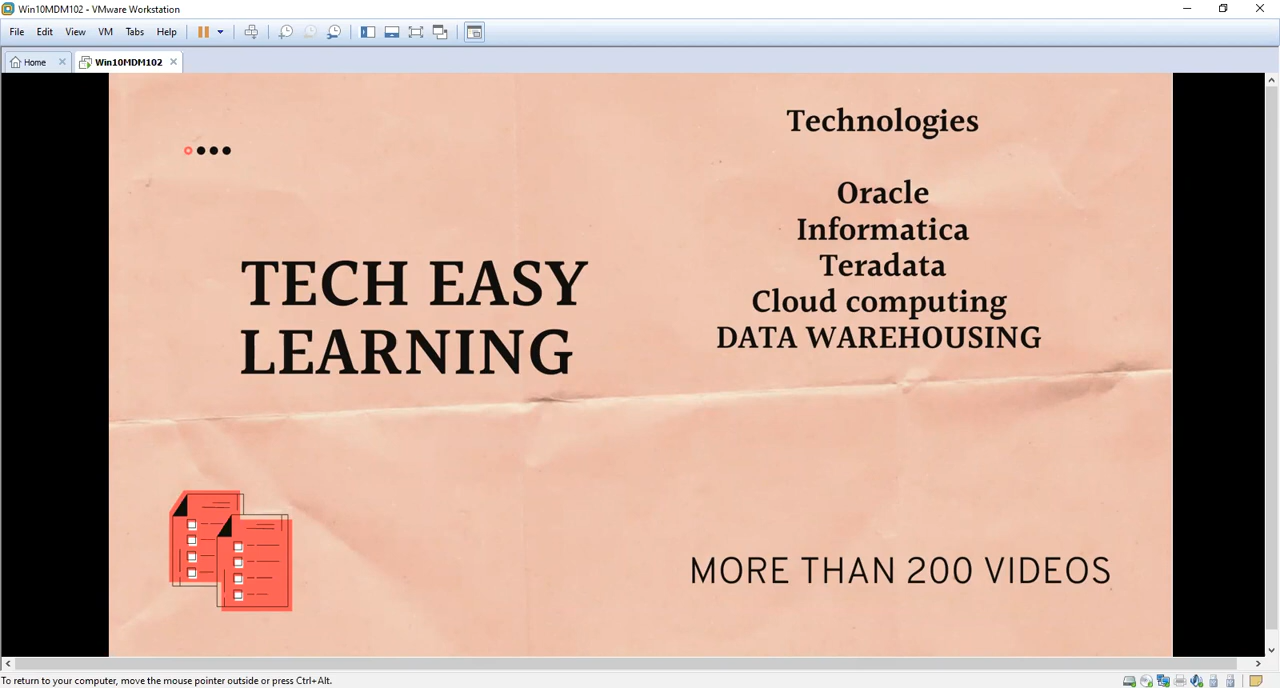 Win10MDM102 - VMware Workstation
File Edit View VM Tabs Help
Home Win10MDM102
Technologies
Oracle
Informatica
Teradata
Cloud computing
DATA WAREHOUSING
TECH EASY
LEARNING
MORE THAN 200 VIDEOS
To return to your computer, move the mouse pointer outside or press Ctrl+Alt.